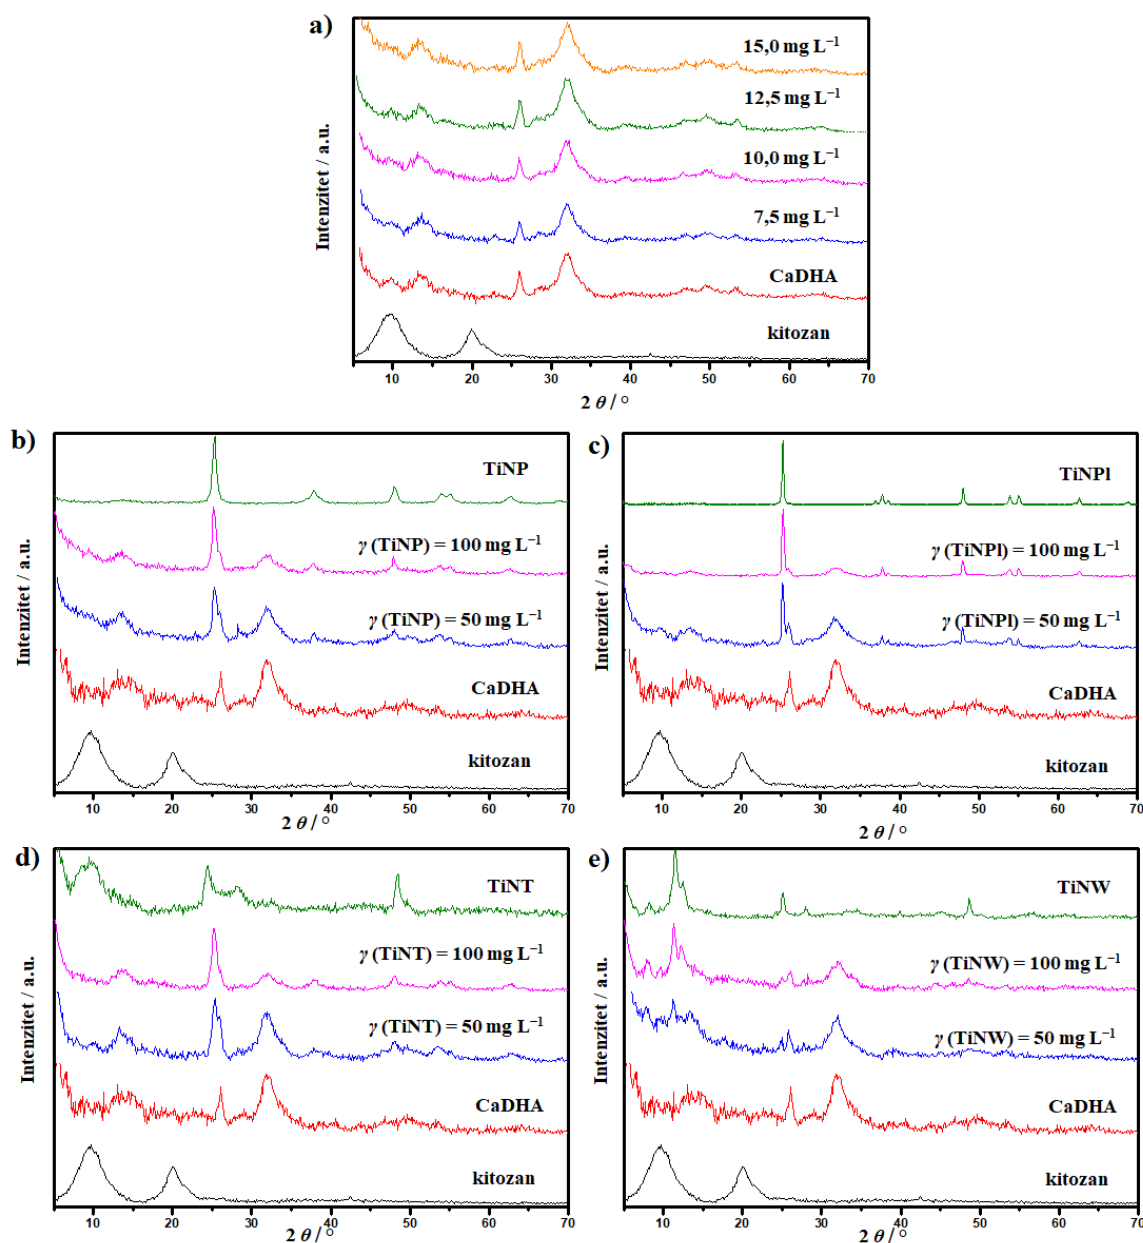 a)
15,0 mg L⁻¹
12,5 mg L⁻¹
10,0 mg L⁻¹
7,5 mg L⁻¹
CaDHA
kitozan
Intenzitet / a.u.
10 20 30 40 50 60 70
2 θ / °
b)
TiNP
γ (TiNP) = 100 mg L⁻¹
γ (TiNP) = 50 mg L⁻¹
CaDHA
kitozan
Intenzitet / a.u.
10 20 30 40 50 60 70
2 θ / °
c)
TiNPl
γ (TiNPl) = 100 mg L⁻¹
γ (TiNPl) = 50 mg L⁻¹
CaDHA
kitozan
Intenzitet / a.u.
10 20 30 40 50 60 70
2 θ / °
d)
TiNT
γ (TiNT) = 100 mg L⁻¹
γ (TiNT) = 50 mg L⁻¹
CaDHA
kitozan
Intenzitet / a.u.
10 20 30 40 50 60 70
2 θ / °
e)
TiNW
γ (TiNW) = 100 mg L⁻¹
γ (TiNW) = 50 mg L⁻¹
CaDHA
kitozan
Intenzitet / a.u.
10 20 30 40 50 60 70
2 θ / °